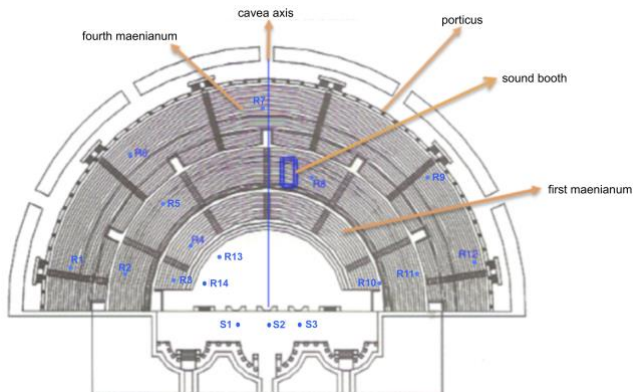 cavea axis
fourth maenianum
porticus
sound booth
first maenianum
R7
R6
R8
R9
R5
R4
R13
R1
R2
R3
R14
R10
R11
R12
S1
S2
S3